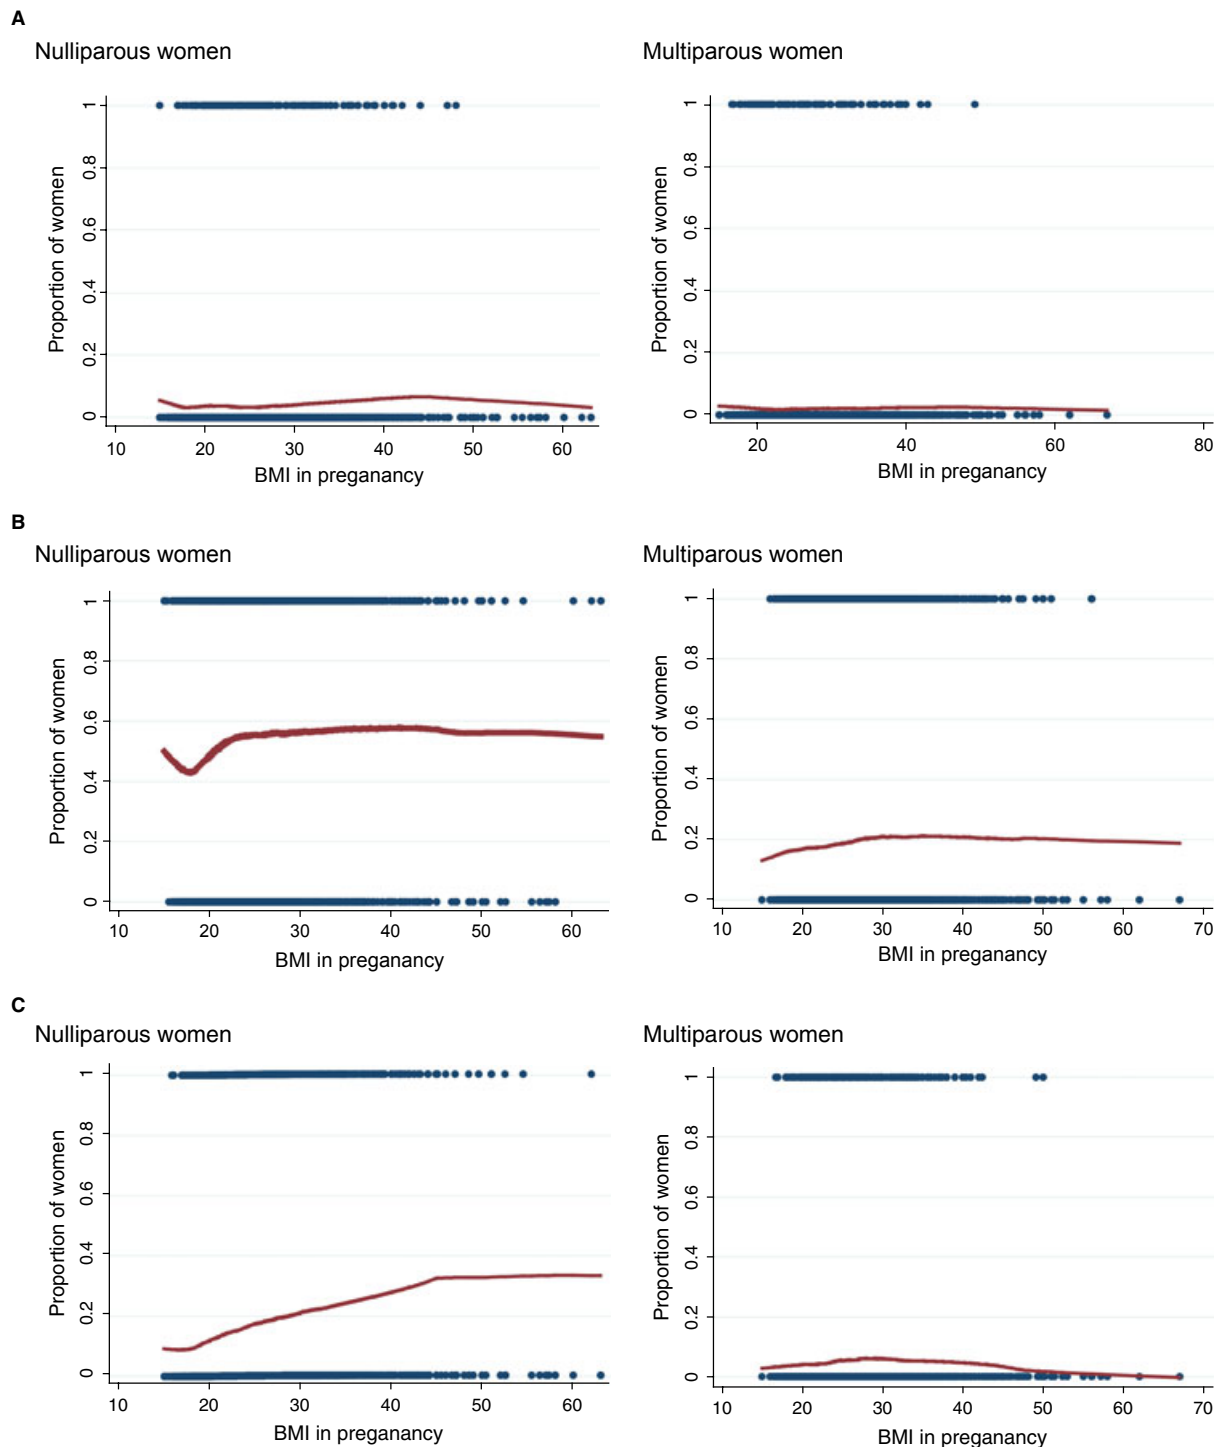 A
Nulliparous women
Multiparous women
Proportion of women
1
0.8
0.6
0.4
0.2
0
10 20 30 40 50 60
BMI in preganancy
Proportion of women
1
0.8
0.6
0.4
0.2
0
20 40 60 80
BMI in preganancy
B
Nulliparous women
Multiparous women
Proportion of women
1
0.8
0.6
0.4
0.2
0
10 20 30 40 50 60
BMI in preganancy
Proportion of women
1
0.8
0.6
0.4
0.2
0
10 20 30 40 50 60 70
BMI in preganancy
C
Nulliparous women
Multiparous women
Proportion of women
1
0.8
0.6
0.4
0.2
0
10 20 30 40 50 60
BMI in preganancy
Proportion of women
1
0.8
0.6
0.4
0.2
0
10 20 30 40 50 60 70
BMI in preganancy